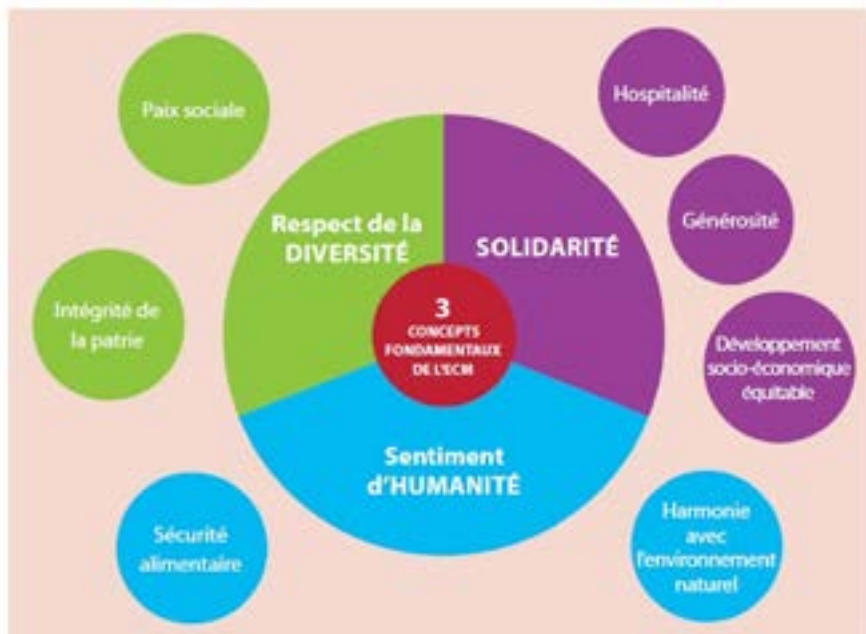 Paix sociale
Hospitalité
Respect de la
DIVERSITÉ
SOLIDARITÉ
Générosité
Intégrité de
la patrie
3
CONCEPTS
FONDAMENTAUX
DE L'ECM
Développement
socio-économique
équitable
Sentiment
d'HUMANITÉ
Sécurité
alimentaire
Harmonie
avec
l'environnement
naturel